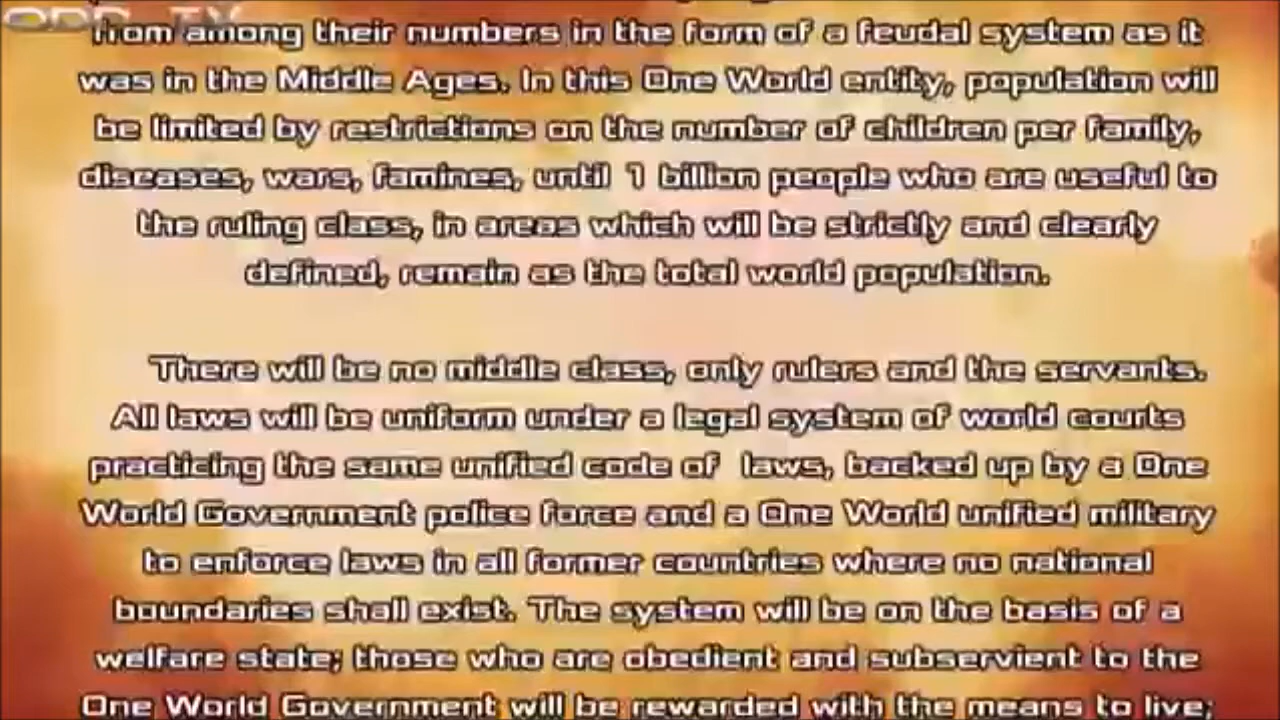 ODD TV
from among their numbers in the form of a feudal system as it
was in the Middle Ages. In this One World entity, population will
be limited by restrictions on the number of children per family,
diseases, wars, famines, until 1 billion people who are useful to
the ruling class, in areas which will be strictly and clearly
defined, remain as the total world population.
There will be no middle class, only rulers and the servants.
All laws will be uniform under a legal system of world courts
practicing the same unified code of laws, backed up by a One
World Government police force and a One World unified military
to enforce laws in all former countries where no national
boundaries shall exist. The system will be on the basis of a
welfare state; those who are obedient and subservient to the
One World Government will be rewarded with the means to live;